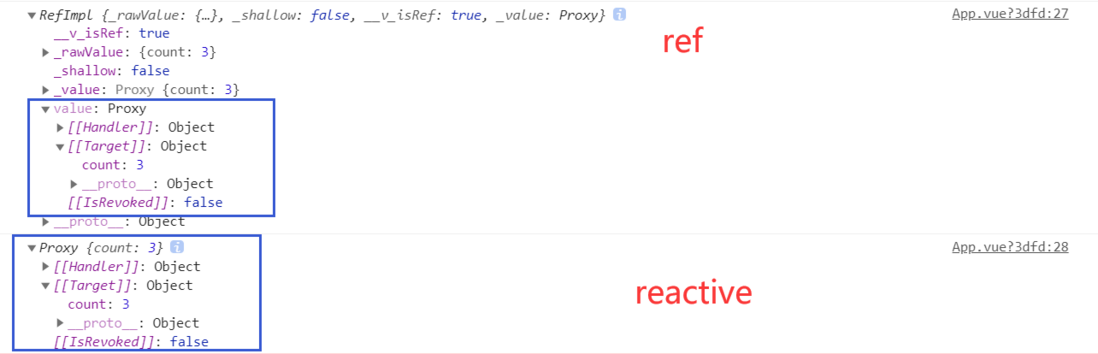 ▼RefImpl {_rawValue: {…}, _shallow: false, __v_isRef: true, _value: Proxy} i App.vue?3dfd:27
ref
__v_isRef: true
▶_rawValue: {count: 3}
_shallow: false
▶_value: Proxy {count: 3}
▼value: Proxy
▶[[Handler]]: Object
▼[[Target]]: Object
count: 3
▶__proto__: Object
[[IsRevoked]]: false
▶__proto__: Object
▼Proxy {count: 3} i App.vue?3dfd:28
▶[[Handler]]: Object
▼[[Target]]: Object
reactive
count: 3
▶__proto__: Object
[[IsRevoked]]: false